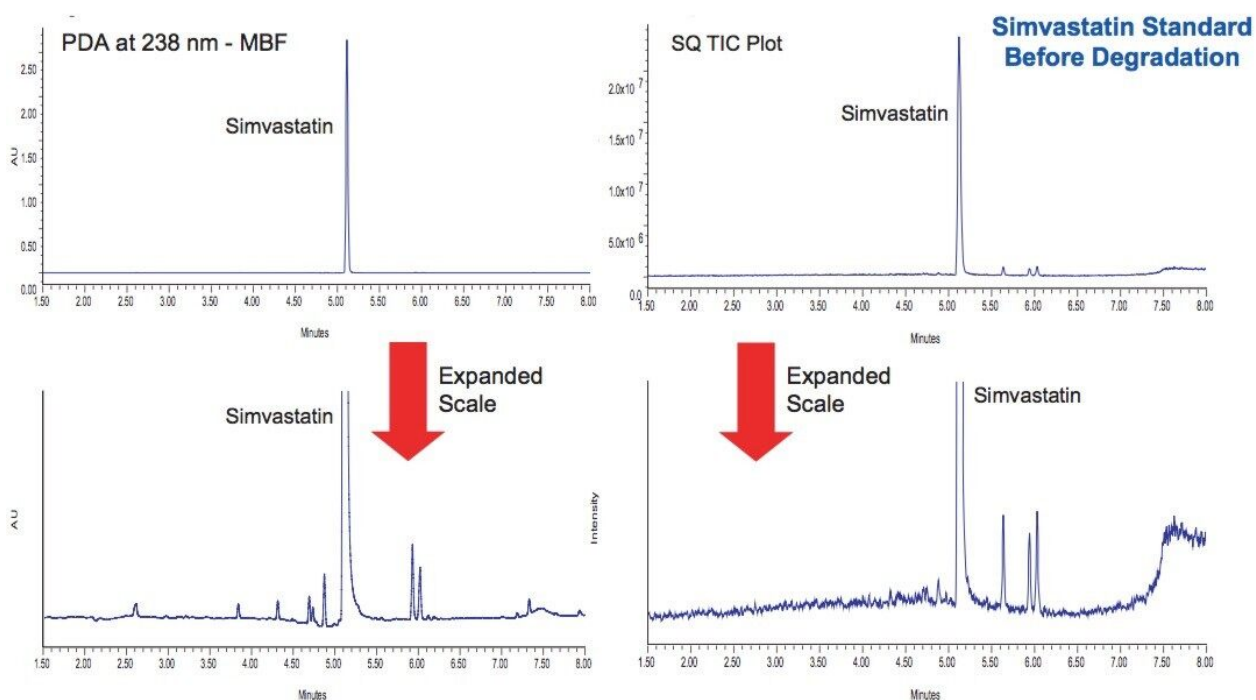 PDA at 238 nm - MBF
2.50
2.00
1.50
1.00
0.50
0.00
AU
Simvastatin
1.50 2.00 2.50 3.00 3.50 4.00 4.50 5.00 5.50 6.00 6.50 7.00 7.50 8.00
Minutes
SQ TIC Plot
Simvastatin Standard
Before Degradation
2.0x10 7
1.5x10 7
1.0x10 7
5.0x10 6
0.0
Simvastatin
1.50 2.00 2.50 3.00 3.50 4.00 4.50 5.00 5.50 6.00 6.50 7.00 7.50 8.00
Minutes
Expanded
Scale
Simvastatin
AU
1.50 2.00 2.50 3.00 3.50 4.00 4.50 5.00 5.50 6.00 6.50 7.00 7.50 8.00
Minutes
Expanded
Scale
Simvastatin
Intensity
1.50 2.00 2.50 3.00 3.50 4.00 4.50 5.00 5.50 6.00 6.50 7.00 7.50 8.00
Minutes